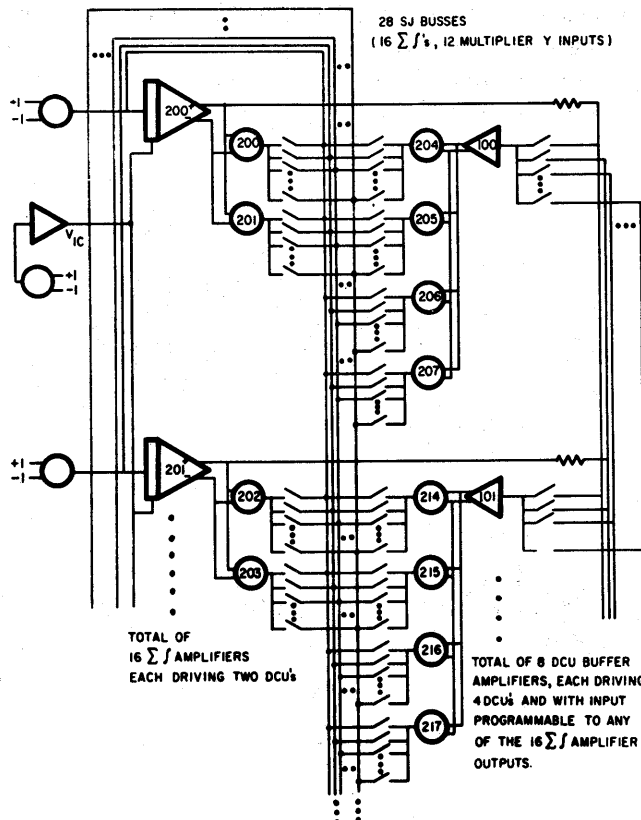 28 SJ BUSSES
( 16 ∑ ∫'s, 12 MULTIPLIER Y INPUTS )
+1
-1
200
+
-
200
204
100
201
205
V IC
+1
-1
206
207
+1
-1
201
+
-
202
214
101
203
215
216
217
TOTAL OF
16 ∑ ∫ AMPLIFIERS
EACH DRIVING TWO DCU's
TOTAL OF 8 DCU BUFFER
AMPLIFIERS, EACH DRIVING
4 DCU's AND WITH INPUT
PROGRAMMABLE TO ANY
OF THE 16 ∑ ∫ AMPLIFIER
OUTPUTS.